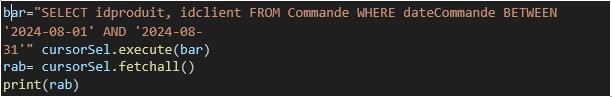 bar="SELECT idproduit, idclient FROM Commande WHERE dateCommande BETWEEN
'2024-08-01' AND '2024-08-
31'" cursorSel.execute(bar)
rab= cursorSel.fetchall()
print(rab)